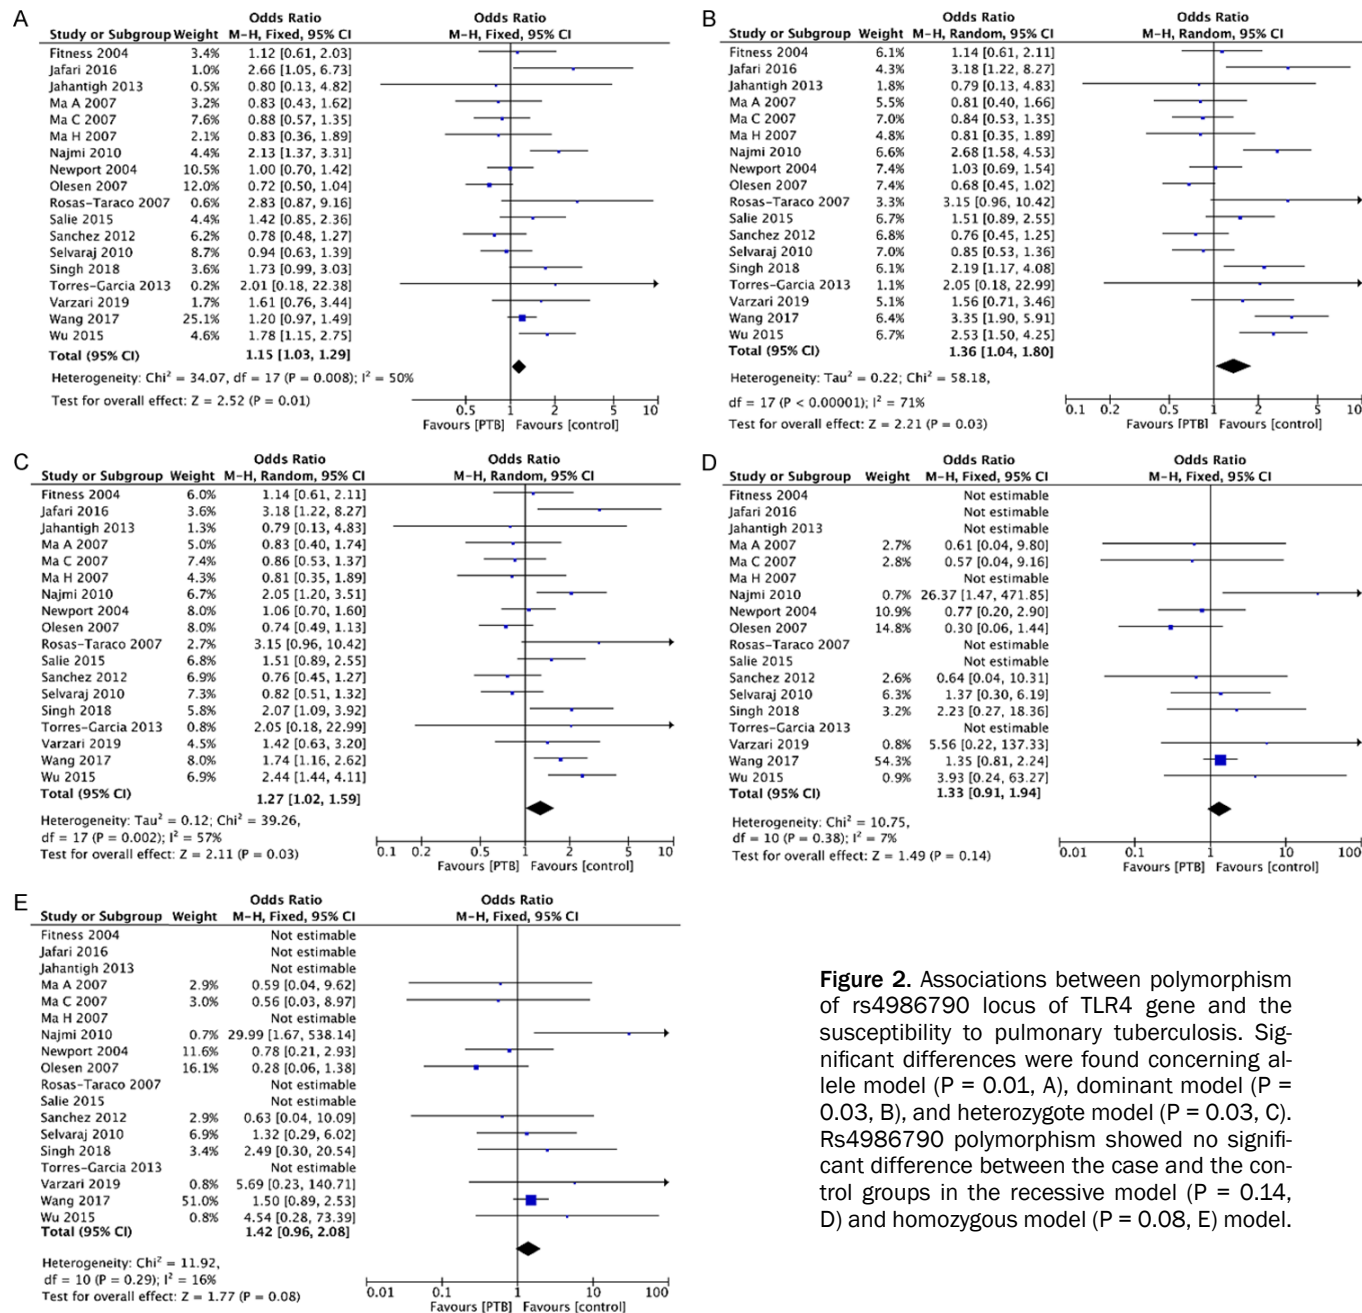 A
Odds Ratio Odds Ratio
Study or Subgroup Weight M-H, Fixed, 95% CI M-H, Fixed, 95% CI
Fitness 2004 3.4% 1.12 [0.61, 2.03]
Jafari 2016 1.0% 2.66 [1.05, 6.73]
Jahantigh 2013 0.5% 0.80 [0.13, 4.82]
Ma A 2007 3.2% 0.83 [0.43, 1.62]
Ma C 2007 7.6% 0.88 [0.57, 1.35]
Ma H 2007 2.1% 0.83 [0.36, 1.89]
Najmi 2010 4.4% 2.13 [1.37, 3.31]
Newport 2004 10.5% 1.00 [0.70, 1.42]
Olesen 2007 12.0% 0.72 [0.50, 1.04]
Rosas-Taraco 2007 0.6% 2.83 [0.87, 9.16]
Salie 2015 4.4% 1.42 [0.85, 2.36]
Sanchez 2012 6.2% 0.78 [0.48, 1.27]
Selvaraj 2010 8.7% 0.94 [0.63, 1.39]
Singh 2018 3.6% 1.73 [0.99, 3.03]
Torres-Garcia 2013 0.2% 2.01 [0.18, 22.38]
Varzari 2019 1.7% 1.61 [0.76, 3.44]
Wang 2017 25.1% 1.20 [0.97, 1.49]
Wu 2015 4.6% 1.78 [1.15, 2.75]
Total (95% CI) 1.15 [1.03, 1.29]
Heterogeneity: Chi² = 34.07, df = 17 (P = 0.008); I² = 50%
Test for overall effect: Z = 2.52 (P = 0.01)
0.5 1 2 5 10
Favours [PTB] Favours [control]
B
Odds Ratio Odds Ratio
Study or Subgroup Weight M-H, Random, 95% CI M-H, Random, 95% CI
Fitness 2004 6.1% 1.14 [0.61, 2.11]
Jafari 2016 4.3% 3.18 [1.22, 8.27]
Jahantigh 2013 1.8% 0.79 [0.13, 4.83]
Ma A 2007 5.5% 0.81 [0.40, 1.66]
Ma C 2007 7.0% 0.84 [0.53, 1.35]
Ma H 2007 4.8% 0.81 [0.35, 1.89]
Najmi 2010 6.6% 2.68 [1.58, 4.53]
Newport 2004 7.4% 1.03 [0.69, 1.54]
Olesen 2007 7.4% 0.68 [0.45, 1.02]
Rosas-Taraco 2007 3.3% 3.15 [0.96, 10.42]
Salie 2015 6.7% 1.51 [0.89, 2.55]
Sanchez 2012 6.8% 0.76 [0.45, 1.25]
Selvaraj 2010 7.0% 0.85 [0.53, 1.36]
Singh 2018 6.1% 2.19 [1.17, 4.08]
Torres-Garcia 2013 1.1% 2.05 [0.18, 22.99]
Varzari 2019 5.1% 1.56 [0.71, 3.46]
Wang 2017 6.4% 3.35 [1.90, 5.91]
Wu 2015 6.7% 2.53 [1.50, 4.25]
Total (95% CI) 1.36 [1.04, 1.80]
Heterogeneity: Tau² = 0.22; Chi² = 58.18,
df = 17 (P < 0.00001); I² = 71%
Test for overall effect: Z = 2.21 (P = 0.03)
0.1 0.2 0.5 1 2 5 10
Favours [PTB] Favours [control]
C
Odds Ratio Odds Ratio
Study or Subgroup Weight M-H, Random, 95% CI M-H, Random, 95% CI
Fitness 2004 6.0% 1.14 [0.61, 2.11]
Jafari 2016 3.6% 3.18 [1.22, 8.27]
Jahantigh 2013 1.3% 0.79 [0.13, 4.83]
Ma A 2007 5.0% 0.83 [0.40, 1.74]
Ma C 2007 7.4% 0.86 [0.53, 1.37]
Ma H 2007 4.3% 0.81 [0.35, 1.89]
Najmi 2010 6.7% 2.05 [1.20, 3.51]
Newport 2004 8.0% 1.06 [0.70, 1.60]
Olesen 2007 8.0% 0.74 [0.49, 1.13]
Rosas-Taraco 2007 2.7% 3.15 [0.96, 10.42]
Salie 2015 6.8% 1.51 [0.89, 2.55]
Sanchez 2012 6.9% 0.76 [0.45, 1.27]
Selvaraj 2010 7.3% 0.82 [0.51, 1.32]
Singh 2018 5.8% 2.07 [1.09, 3.92]
Torres-Garcia 2013 0.8% 2.05 [0.18, 22.99]
Varzari 2019 4.5% 1.42 [0.63, 3.20]
Wang 2017 8.0% 1.74 [1.16, 2.62]
Wu 2015 6.9% 2.44 [1.44, 4.11]
Total (95% CI) 1.27 [1.02, 1.59]
Heterogeneity: Tau² = 0.12; Chi² = 39.26,
df = 17 (P = 0.002); I² = 57%
Test for overall effect: Z = 2.11 (P = 0.03)
0.1 0.2 0.5 1 2 5 10
Favours [PTB] Favours [control]
D
Odds Ratio Odds Ratio
Study or Subgroup Weight M-H, Fixed, 95% CI M-H, Fixed, 95% CI
Fitness 2004 Not estimable
Jafari 2016 Not estimable
Jahantigh 2013 Not estimable
Ma A 2007 2.7% 0.61 [0.04, 9.80]
Ma C 2007 2.8% 0.57 [0.04, 9.16]
Ma H 2007 Not estimable
Najmi 2010 0.7% 26.37 [1.47, 471.85]
Newport 2004 10.9% 0.77 [0.20, 2.90]
Olesen 2007 14.8% 0.30 [0.06, 1.44]
Rosas-Taraco 2007 Not estimable
Salie 2015 Not estimable
Sanchez 2012 2.6% 0.64 [0.04, 10.31]
Selvaraj 2010 6.3% 1.37 [0.30, 6.19]
Singh 2018 3.2% 2.23 [0.27, 18.36]
Torres-Garcia 2013 Not estimable
Varzari 2019 0.8% 5.56 [0.22, 137.33]
Wang 2017 54.3% 1.35 [0.81, 2.24]
Wu 2015 0.9% 3.93 [0.24, 63.27]
Total (95% CI) 1.33 [0.91, 1.94]
Heterogeneity: Chi² = 10.75,
df = 10 (P = 0.38); I² = 7%
Test for overall effect: Z = 1.49 (P = 0.14)
0.01 0.1 1 10 100
Favours [PTB] Favours [control]
E
Odds Ratio Odds Ratio
Study or Subgroup Weight M-H, Fixed, 95% CI M-H, Fixed, 95% CI
Fitness 2004 Not estimable
Jafari 2016 Not estimable
Jahantigh 2013 Not estimable
Ma A 2007 2.9% 0.59 [0.04, 9.62]
Ma C 2007 3.0% 0.56 [0.03, 8.97]
Ma H 2007 Not estimable
Najmi 2010 0.7% 29.99 [1.67, 538.14]
Newport 2004 11.6% 0.78 [0.21, 2.93]
Olesen 2007 16.1% 0.28 [0.06, 1.38]
Rosas-Taraco 2007 Not estimable
Salie 2015 Not estimable
Sanchez 2012 2.9% 0.63 [0.04, 10.09]
Selvaraj 2010 6.9% 1.32 [0.29, 6.02]
Singh 2018 3.4% 2.49 [0.30, 20.54]
Torres-Garcia 2013 Not estimable
Varzari 2019 0.8% 5.69 [0.23, 140.71]
Wang 2017 51.0% 1.50 [0.89, 2.53]
Wu 2015 0.8% 4.54 [0.28, 73.39]
Total (95% CI) 1.42 [0.96, 2.08]
Heterogeneity: Chi² = 11.92,
df = 10 (P = 0.29); I² = 16%
Test for overall effect: Z = 1.77 (P = 0.08)
0.01 0.1 1 10 100
Favours [PTB] Favours [control]
Figure 2. Associations between polymorphism
of rs4986790 locus of TLR4 gene and the
susceptibility to pulmonary tuberculosis. Sig-
nificant differences were found concerning al-
lele model (P = 0.01, A), dominant model (P =
0.03, B), and heterozygote model (P = 0.03, C).
Rs4986790 polymorphism showed no signifi-
cant difference between the case and the con-
trol groups in the recessive model (P = 0.14,
D) and homozygous model (P = 0.08, E) model.